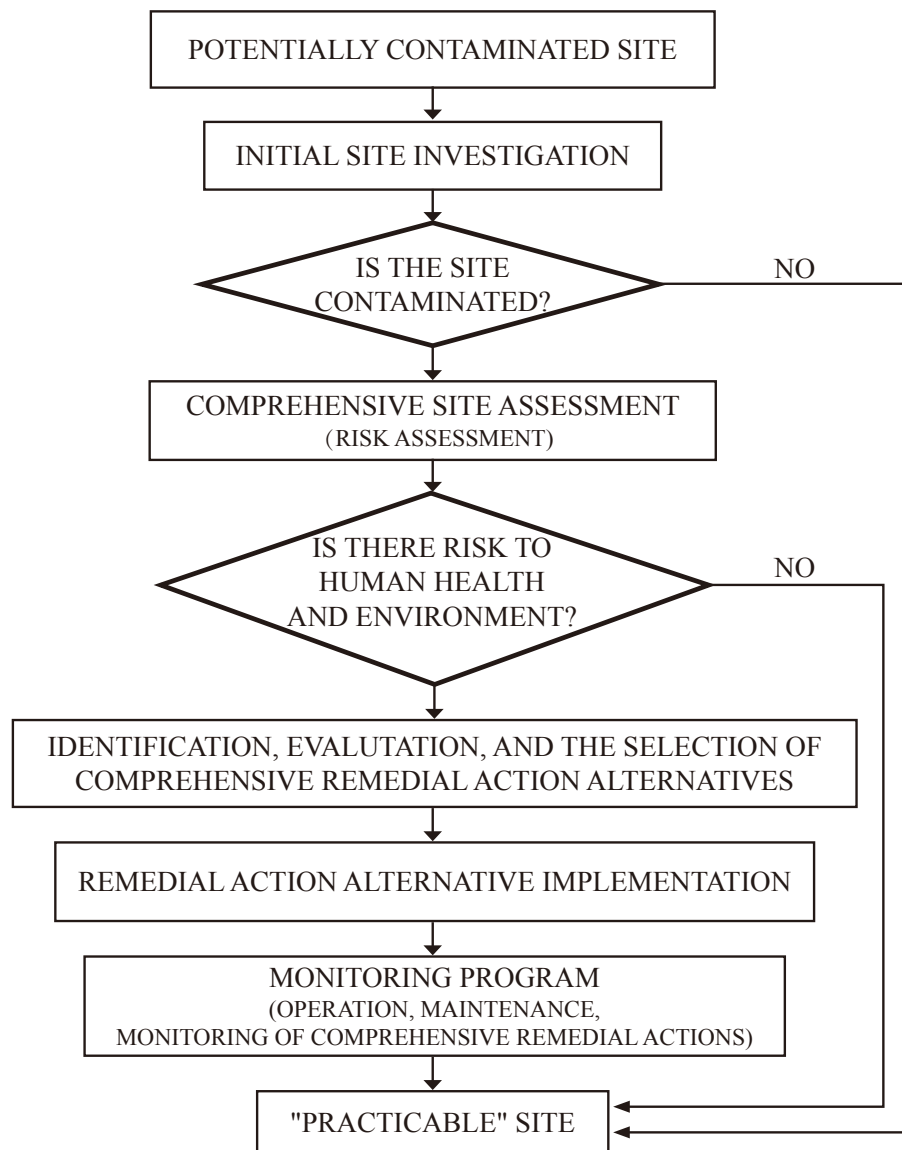 POTENTIALLY CONTAMINATED SITE
INITIAL SITE INVESTIGATION
IS THE SITE
CONTAMINATED?
NO
COMPREHENSIVE SITE ASSESSMENT
(RISK ASSESSMENT)
IS THERE RISK TO
HUMAN HEALTH
AND ENVIRONMENT?
NO
IDENTIFICATION, EVALUTATION, AND THE SELECTION OF
COMPREHENSIVE REMEDIAL ACTION ALTERNATIVES
REMEDIAL ACTION ALTERNATIVE IMPLEMENTATION
MONITORING PROGRAM
(OPERATION, MAINTENANCE,
MONITORING OF COMPREHENSIVE REMEDIAL ACTIONS)
"PRACTICABLE" SITE